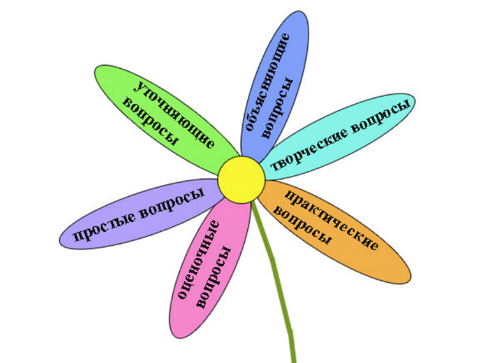 объясняющие
вопросы
творческие вопросы
практические
вопросы
оценочные
вопросы
простые вопросы
уточняющие
вопросы